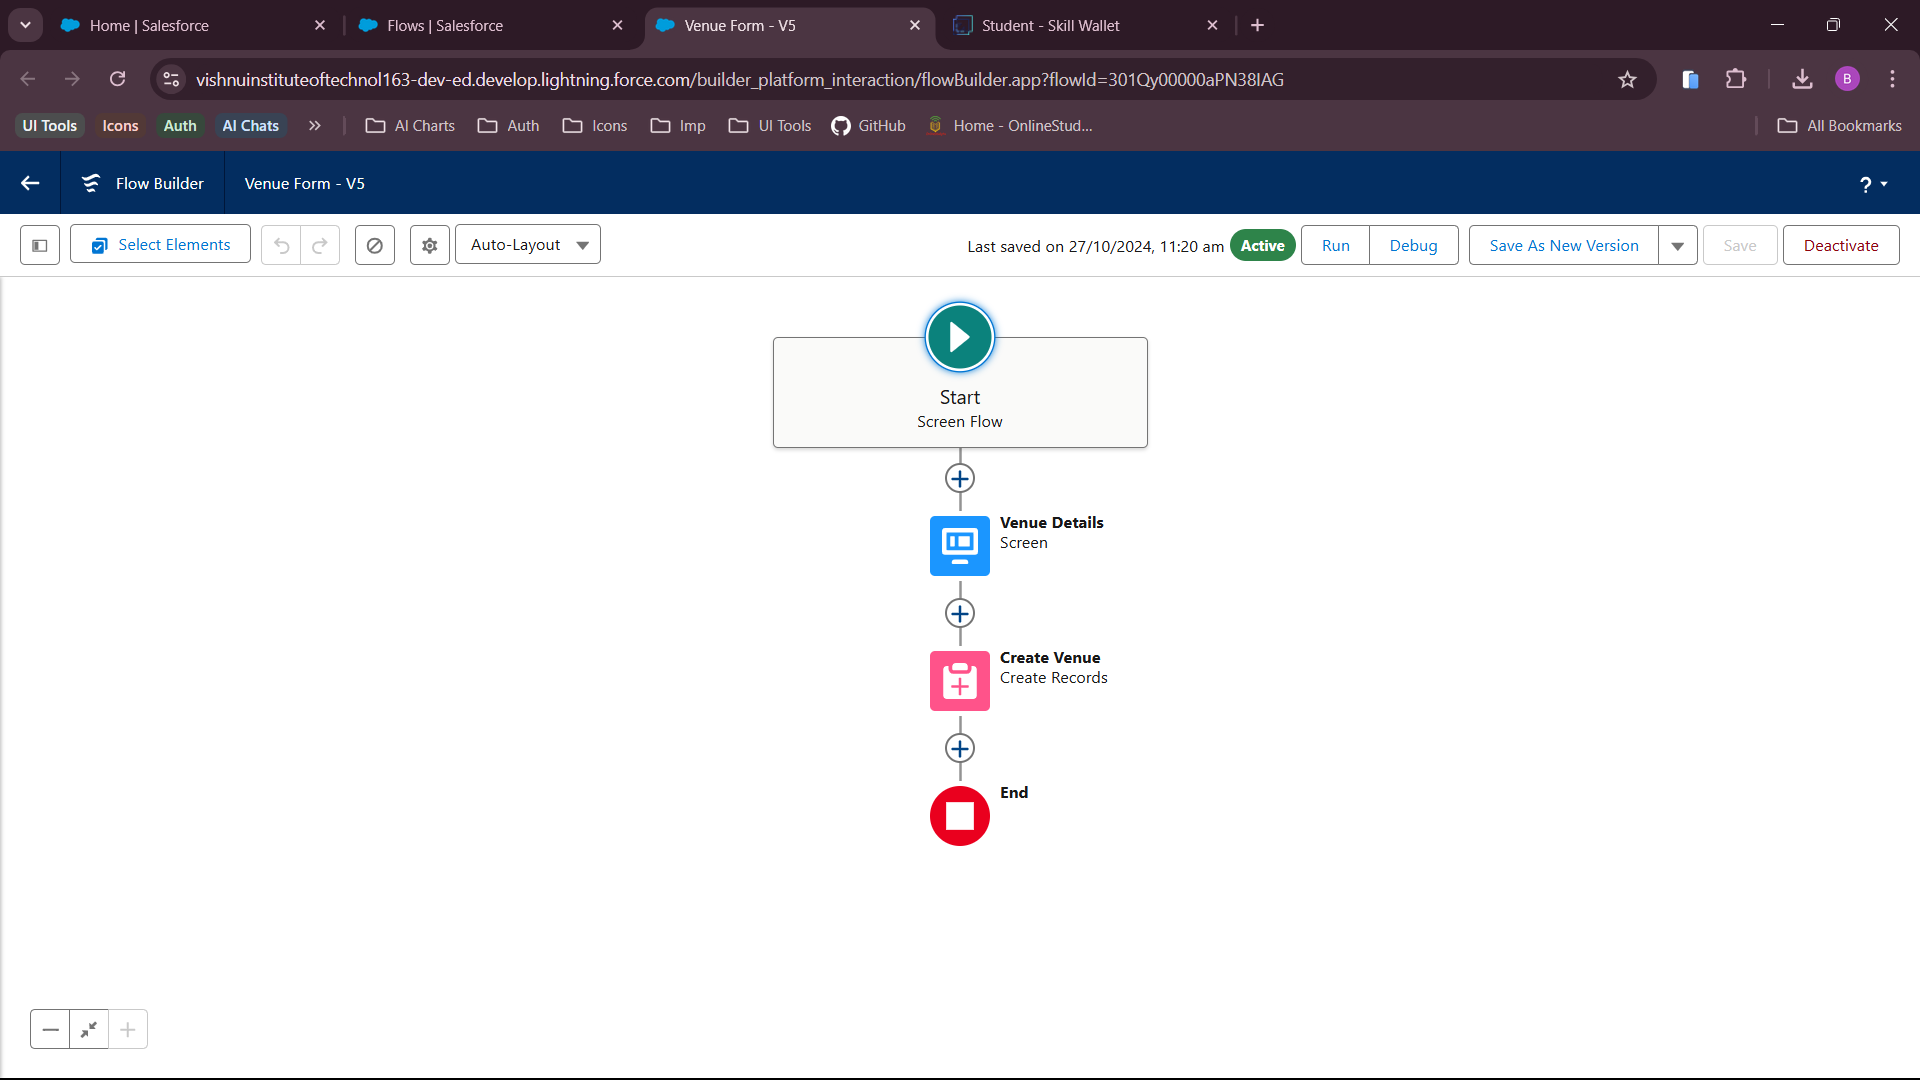 Home | Salesforce
Flows | Salesforce
Venue Form - V5
Student - Skill Wallet
vishnuinstituteoftechnol163-dev-ed.develop.lightning.force.com/builder_platform_interaction/flowBuilder.app?flowId=301Qy00000aPN38IAG
B
UI Tools
Icons
Auth
AI Chats
AI Charts
Auth
Icons
Imp
UI Tools
GitHub
Home - OnlineStud...
All Bookmarks
Flow Builder
Venue Form - V5
?
Select Elements
Auto-Layout
Last saved on 27/10/2024, 11:20 am
Active
Run
Debug
Save As New Version
Save
Deactivate
Start
Screen Flow
Venue Details
Screen
Create Venue
Create Records
End